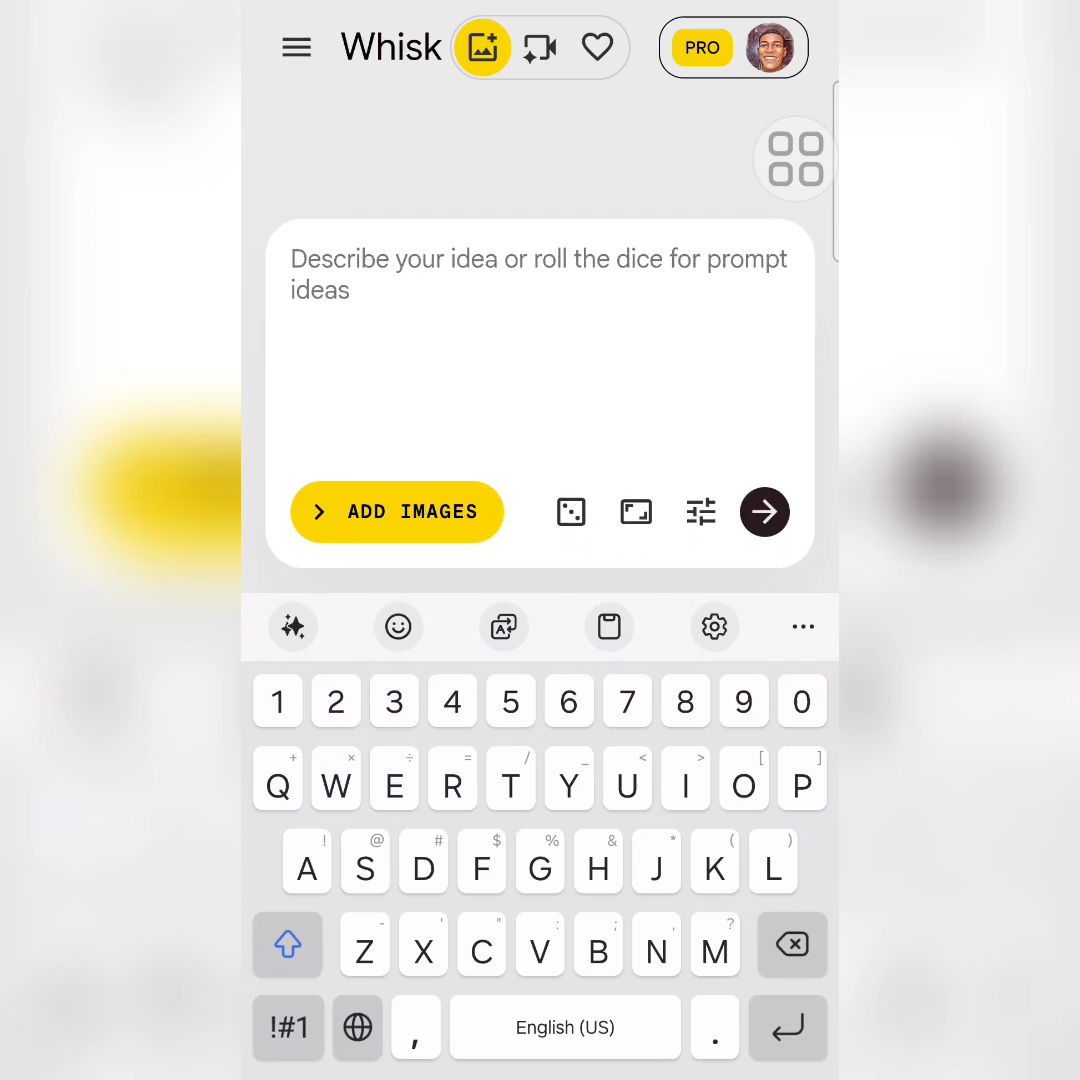 Whisk
PRO
Describe your idea or roll the dice for prompt
ideas
> ADD IMAGES
1 2 3 4 5 6 7 8 9 0
+ × ÷ = / _ < > [ ]
Q W E R T Y U I O P
! @ # $ % & * ( )
A S D F G H J K L
- ' " : ; , ?
Z X C V B N M
!#1 , English (US) .